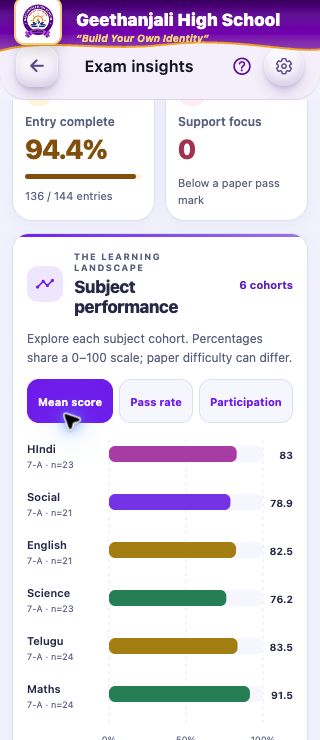 Geethanjali High School
"Build Your Own Identity"
Exam insights
Entry complete
94.4%
136 / 144 entries
Support focus
0
Below a paper pass
mark
THE LEARNING
LANDSCAPE
Subject
performance
6 cohorts
Explore each subject cohort. Percentages
share a 0–100 scale; paper difficulty can differ.
Mean score
Pass rate
Participation
HIndi
7-A · n=23
83
Social
7-A · n=21
78.9
English
7-A · n=21
82.5
Science
7-A · n=23
76.2
Telugu
7-A · n=24
83.5
Maths
7-A · n=24
91.5
0% 50% 100%